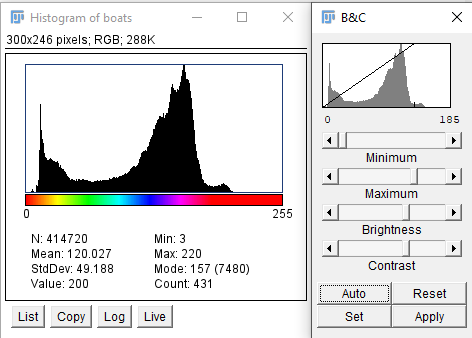 Histogram of boats
300x246 pixels; RGB; 288K
0 255
N: 414720 Min: 3
Mean: 120.027 Max: 220
StdDev: 49.188 Mode: 157 (7480)
Value: 200 Count: 431
List Copy Log Live
B&C
0 185
Minimum
Maximum
Brightness
Contrast
Auto Reset
Set Apply